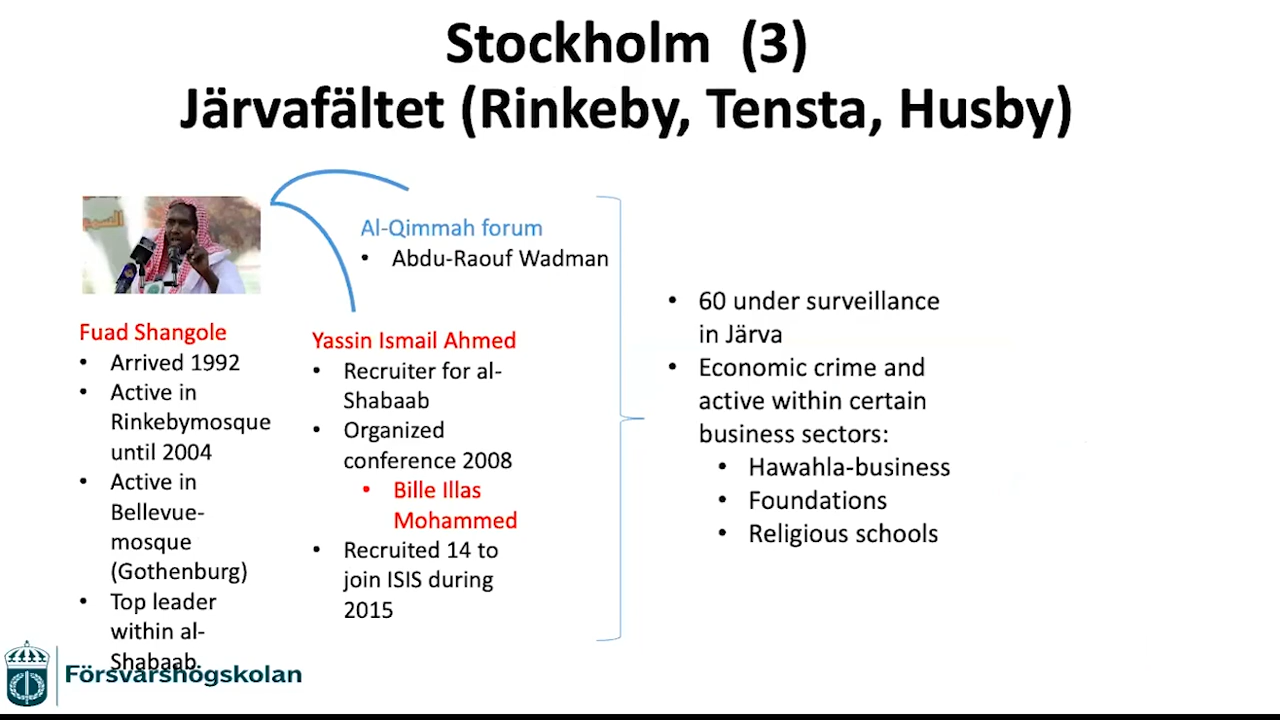 Stockholm (3)
Järvafältet (Rinkeby, Tensta, Husby)
Fuad Shangole
• Arrived 1992
• Active in
Rinkebymosque
until 2004
• Active in
Bellevue-
mosque
(Gothenburg)
• Top leader
within al-
Shabaab
Al-Qimmah forum
• Abdu-Raouf Wadman
Yassin Ismail Ahmed
• Recruiter for al-
Shabaab
• Organized
conference 2008
• Bille Illas
Mohammed
• Recruited 14 to
join ISIS during
2015
• 60 under surveillance
in Järva
• Economic crime and
active within certain
business sectors:
• Hawahla-business
• Foundations
• Religious schools
Försvarshögskolan